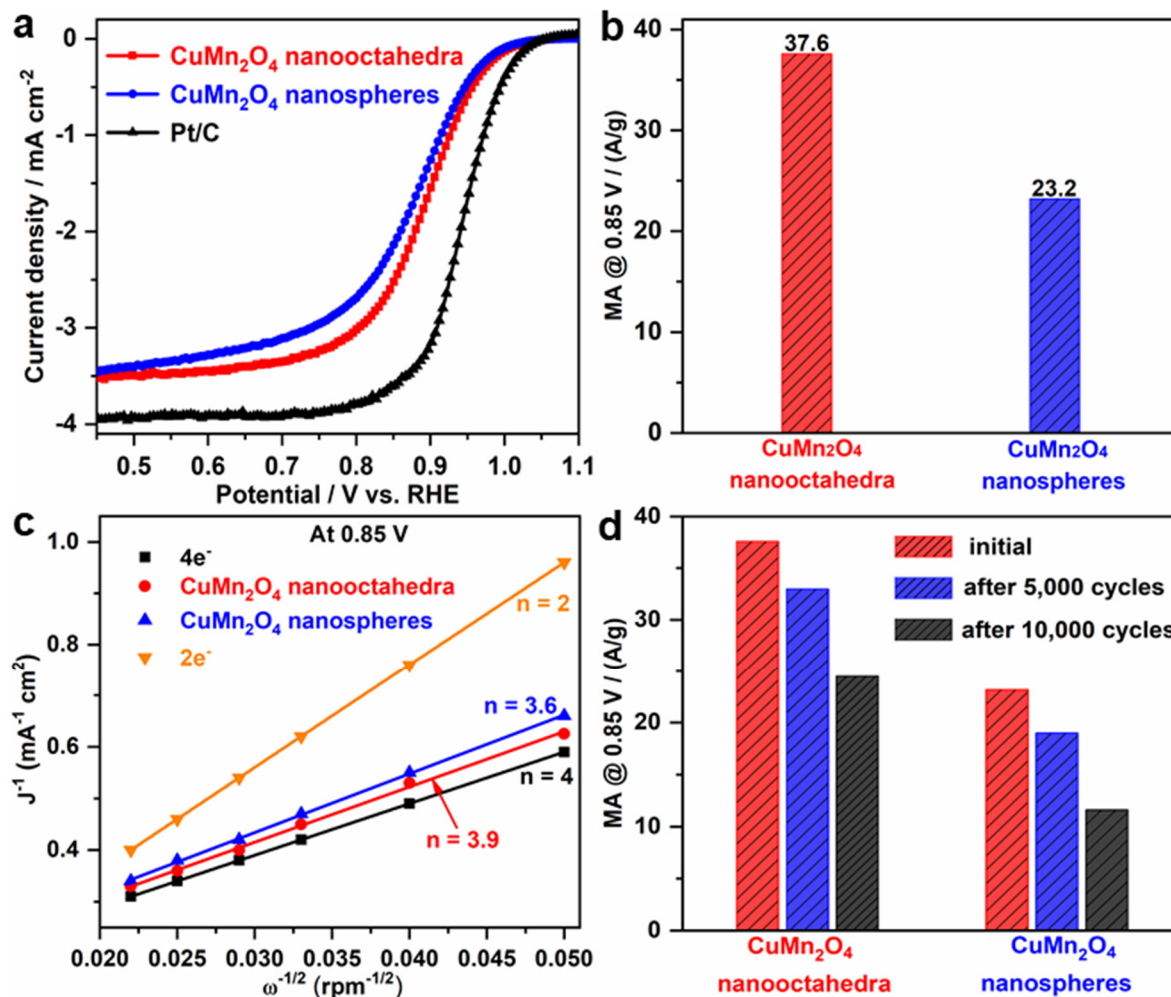 a
CuMn₂O₄ nanooctahedra
CuMn₂O₄ nanospheres
Pt/C
0
-1
-2
-3
-4
Current density / mA cm⁻²
0.5 0.6 0.7 0.8 0.9 1.0 1.1
Potential / V vs. RHE
b
40
30
20
10
0
MA @ 0.85 V / (A/g)
37.6
23.2
CuMn₂O₄
nanooctahedra
CuMn₂O₄
nanospheres
c
At 0.85 V
4e⁻
CuMn₂O₄ nanooctahedra
CuMn₂O₄ nanospheres
2e⁻
n = 2
n = 3.6
n = 4
n = 3.9
1.0
0.8
0.6
0.4
J⁻¹ (mA⁻¹ cm²)
0.020 0.025 0.030 0.035 0.040 0.045 0.050
ω⁻¹/² (rpm⁻¹/²)
d
initial
after 5,000 cycles
after 10,000 cycles
40
30
20
10
0
MA @ 0.85 V / (A/g)
CuMn₂O₄
nanooctahedra
CuMn₂O₄
nanospheres